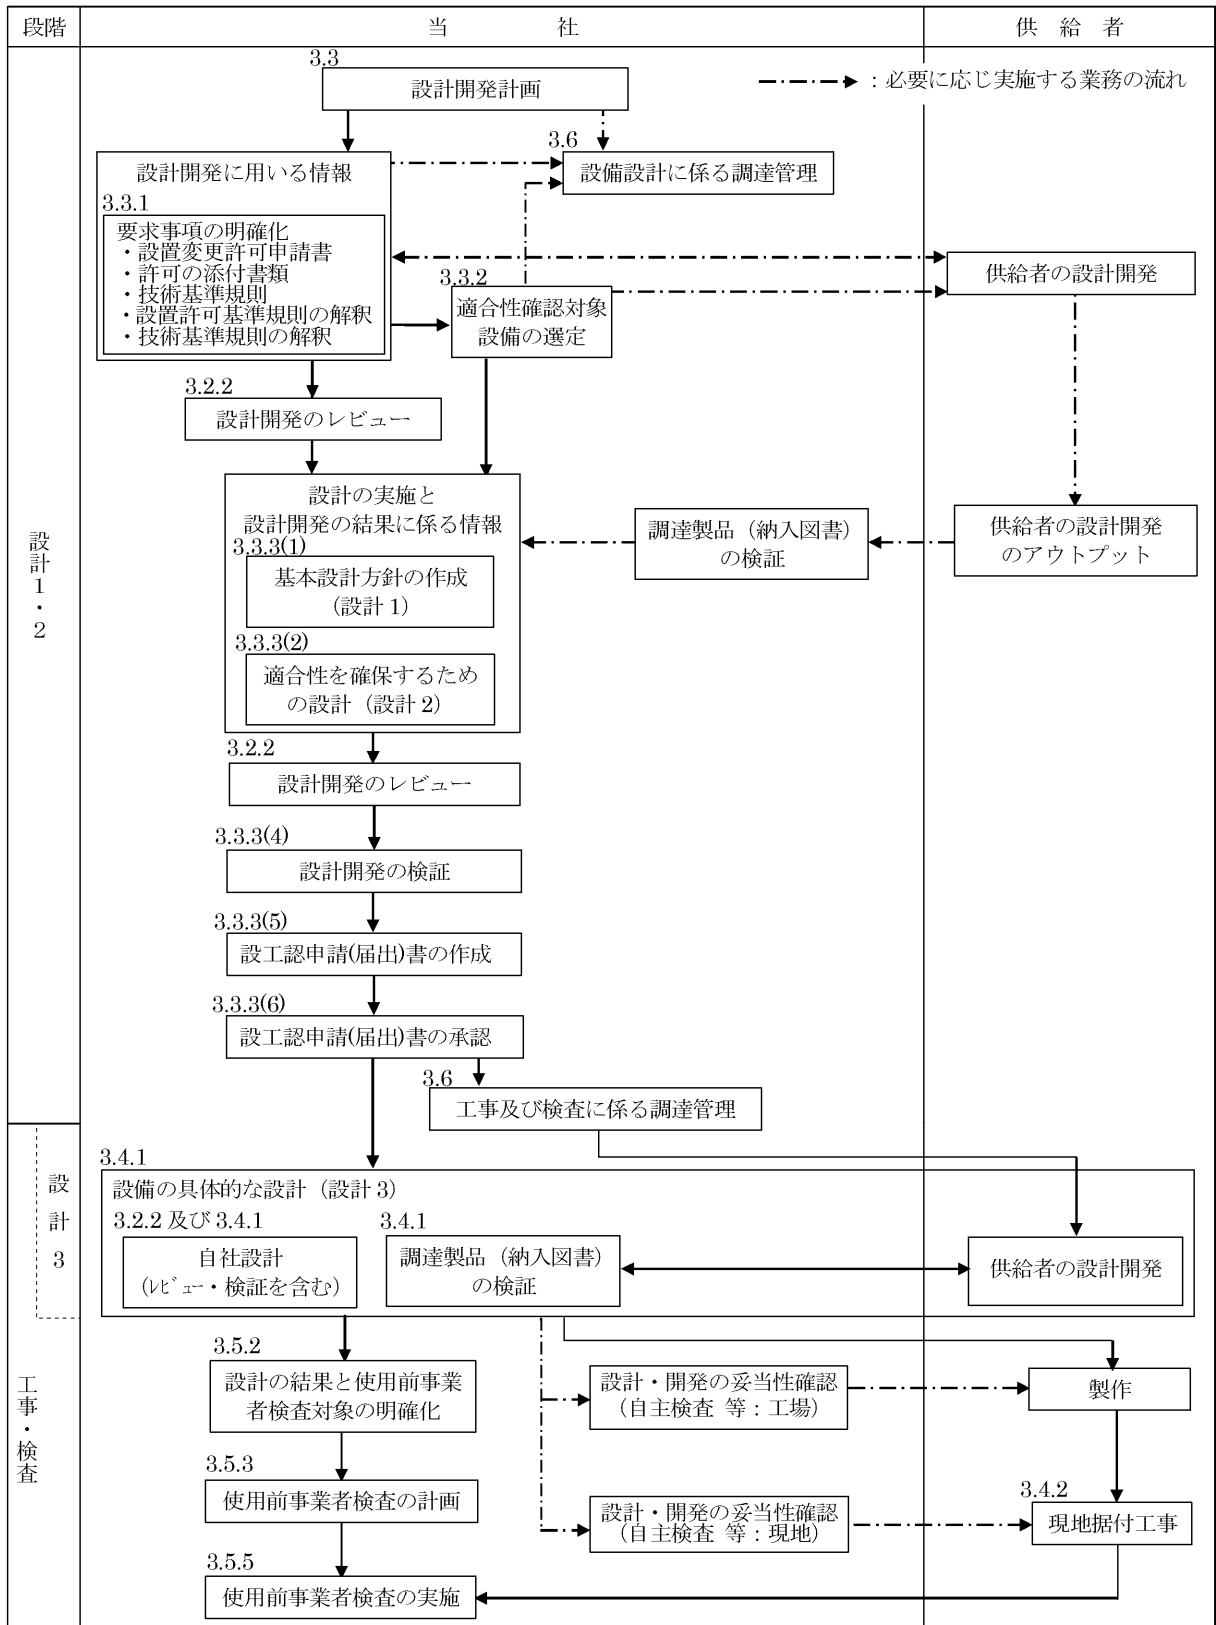 段階
当　　社
供　給　者
3.3
設計開発計画
：必要に応じ実施する業務の流れ
3.6
設備設計に係る調達管理
設計開発に用いる情報
3.3.1
要求事項の明確化
・設置変更許可申請書
・許可の添付書類
・技術基準規則
・設置許可基準規則の解釈
・技術基準規則の解釈
3.3.2
適合性確認対象
設備の選定
供給者の設計開発
3.2.2
設計開発のレビュー
設計の実施と
設計開発の結果に係る情報
3.3.3(1)
基本設計方針の作成
（設計 1）
3.3.3(2)
適合性を確保するため
の設計（設計 2）
調達製品（納入図書）
の検証
供給者の設計開発
のアウトプット
設計１・２
3.2.2
設計開発のレビュー
3.3.3(4)
設計開発の検証
3.3.3(5)
設工認申請(届出)書の作成
3.3.3(6)
設工認申請(届出)書の承認
3.6
工事及び検査に係る調達管理
設計３
3.4.1
設備の具体的な設計（設計 3）
3.2.2 及び 3.4.1
自社設計
（ﾚﾋﾞｭｰ・検証を含む）
3.4.1
調達製品（納入図書）
の検証
供給者の設計開発
工事・検査
3.5.2
設計の結果と使用前事業
者検査対象の明確化
設計・開発の妥当性確認
（自主検査 等：工場）
製作
3.5.3
使用前事業者検査の計画
設計・開発の妥当性確認
（自主検査 等：現地）
3.4.2
現地据付工事
3.5.5
使用前事業者検査の実施